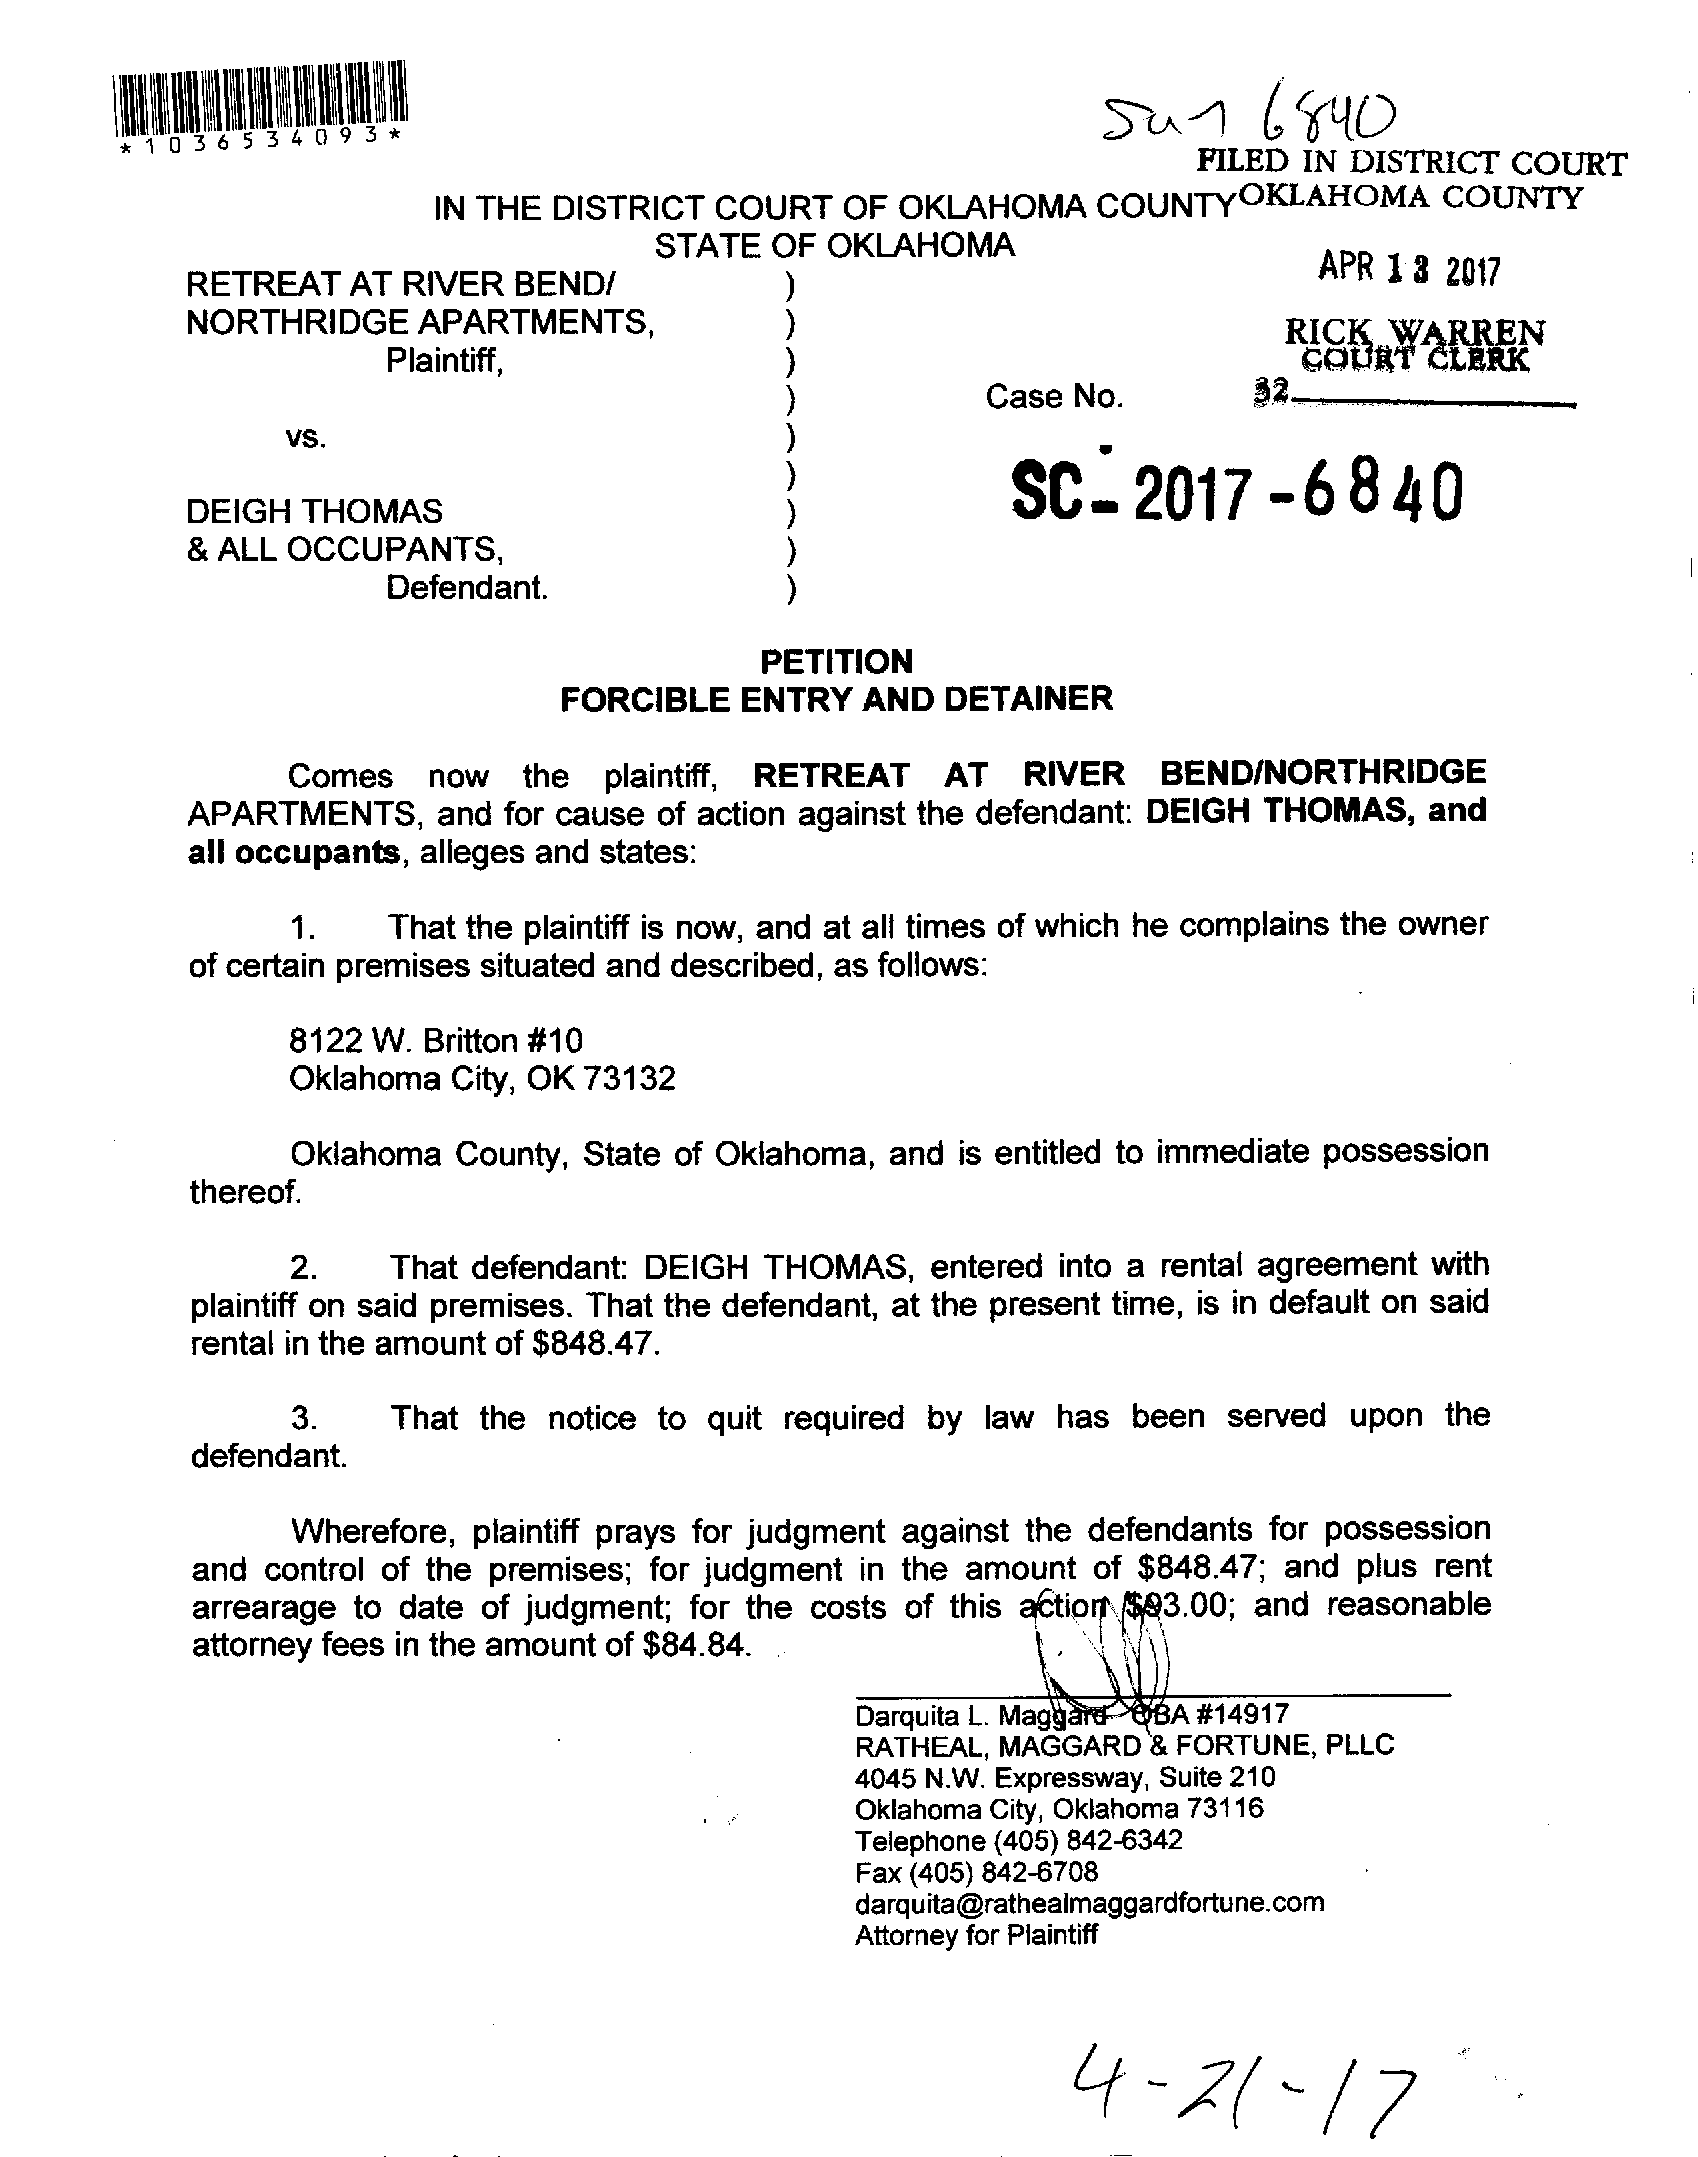 *1036534093*
6840
FILED IN DISTRICT COURT
OKLAHOMA COUNTY
IN THE DISTRICT COURT OF OKLAHOMA COUNTY
STATE OF OKLAHOMA
APR 13 2017
RETREAT AT RIVER BEND/ )
NORTHRIDGE APARTMENTS, )
RICK WARREN
COURT CLERK
Plaintiff, )
) Case No. 32
vs. )
)
SC-2017-6840
DEIGH THOMAS )
& ALL OCCUPANTS, )
Defendant. )
PETITION
FORCIBLE ENTRY AND DETAINER
Comes now the plaintiff, RETREAT AT RIVER BEND/NORTHRIDGE
APARTMENTS, and for cause of action against the defendant: DEIGH THOMAS, and
all occupants, alleges and states:
1. That the plaintiff is now, and at all times of which he complains the owner
of certain premises situated and described, as follows:
8122 W. Britton #10
Oklahoma City, OK 73132
Oklahoma County, State of Oklahoma, and is entitled to immediate possession
thereof.
2. That defendant: DEIGH THOMAS, entered into a rental agreement with
plaintiff on said premises. That the defendant, at the present time, is in default on said
rental in the amount of $848.47.
3. That the notice to quit required by law has been served upon the
defendant.
Wherefore, plaintiff prays for judgment against the defendants for possession
and control of the premises; for judgment in the amount of $848.47; and plus rent
arrearage to date of judgment; for the costs of this action $93.00; and reasonable
attorney fees in the amount of $84.84.
Darquita L. Maggard OBA #14917
RATHEAL, MAGGARD & FORTUNE, PLLC
4045 N.W. Expressway, Suite 210
Oklahoma City, Oklahoma 73116
Telephone (405) 842-6342
Fax (405) 842-6708
darquita@rathealmaggardfortune.com
Attorney for Plaintiff
4-21-17